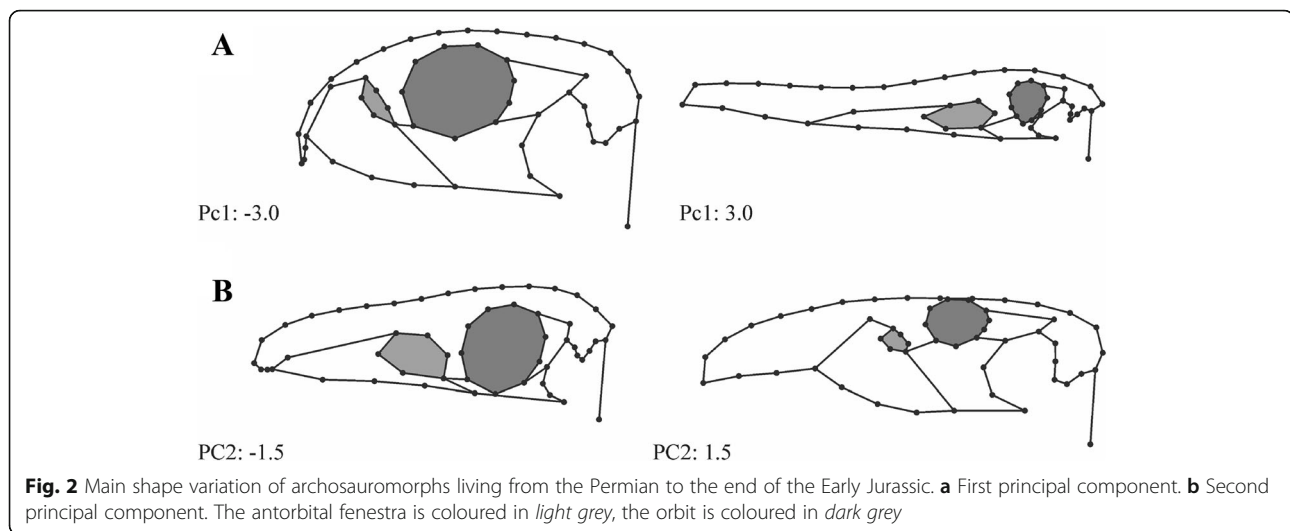 A
Pc1: -3.0
Pc1: 3.0
B
PC2: -1.5
PC2: 1.5
Fig. 2 Main shape variation of archosauromorphs living from the Permian to the end of the Early Jurassic. a First principal component. b Second
principal component. The antorbital fenestra is coloured in light grey, the orbit is coloured in dark grey